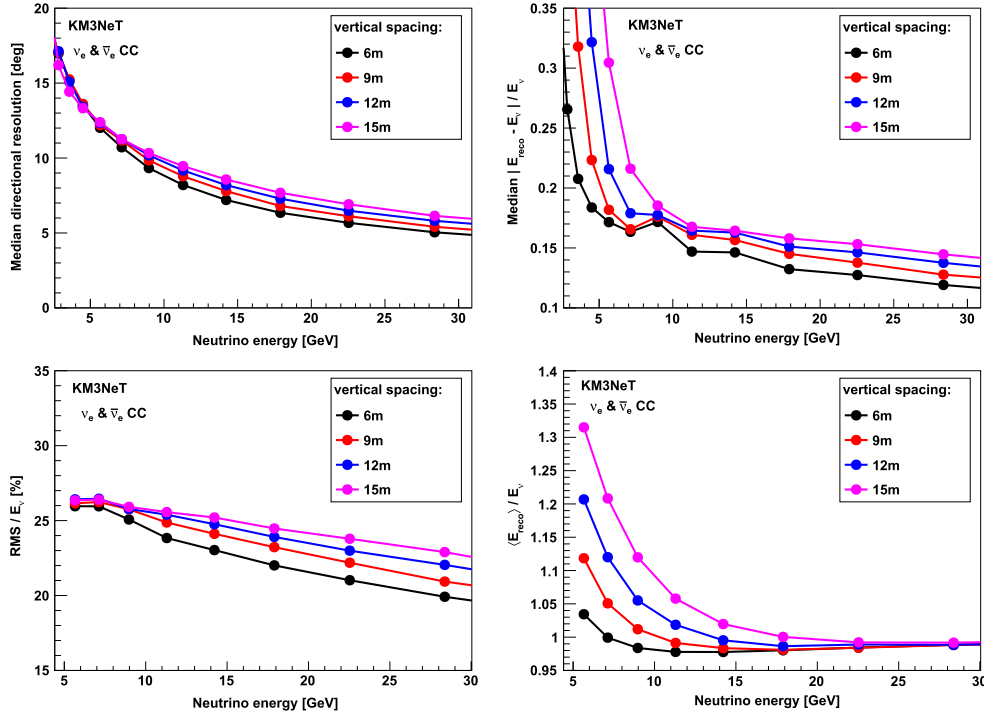 KM3NeT
νe & ν̅e CC
vertical spacing:
6m
9m
12m
15m
Median directional resolution [deg]
20
15
10
5
0
5 10 15 20 25 30
Neutrino energy [GeV]
KM3NeT
νe & ν̅e CC
vertical spacing:
6m
9m
12m
15m
Median | Ereco - Eν | / Eν
0.35
0.3
0.25
0.2
0.15
0.1
5 10 15 20 25 30
Neutrino energy [GeV]
KM3NeT
νe & ν̅e CC
vertical spacing:
6m
9m
12m
15m
RMS / Eν [%]
35
30
25
20
15
5 10 15 20 25 30
Neutrino energy [GeV]
KM3NeT
νe & ν̅e CC
vertical spacing:
6m
9m
12m
15m
⟨Ereco⟩ / Eν
1.4
1.35
1.3
1.25
1.2
1.15
1.1
1.05
1
0.95
5 10 15 20 25 30
Neutrino energy [GeV]